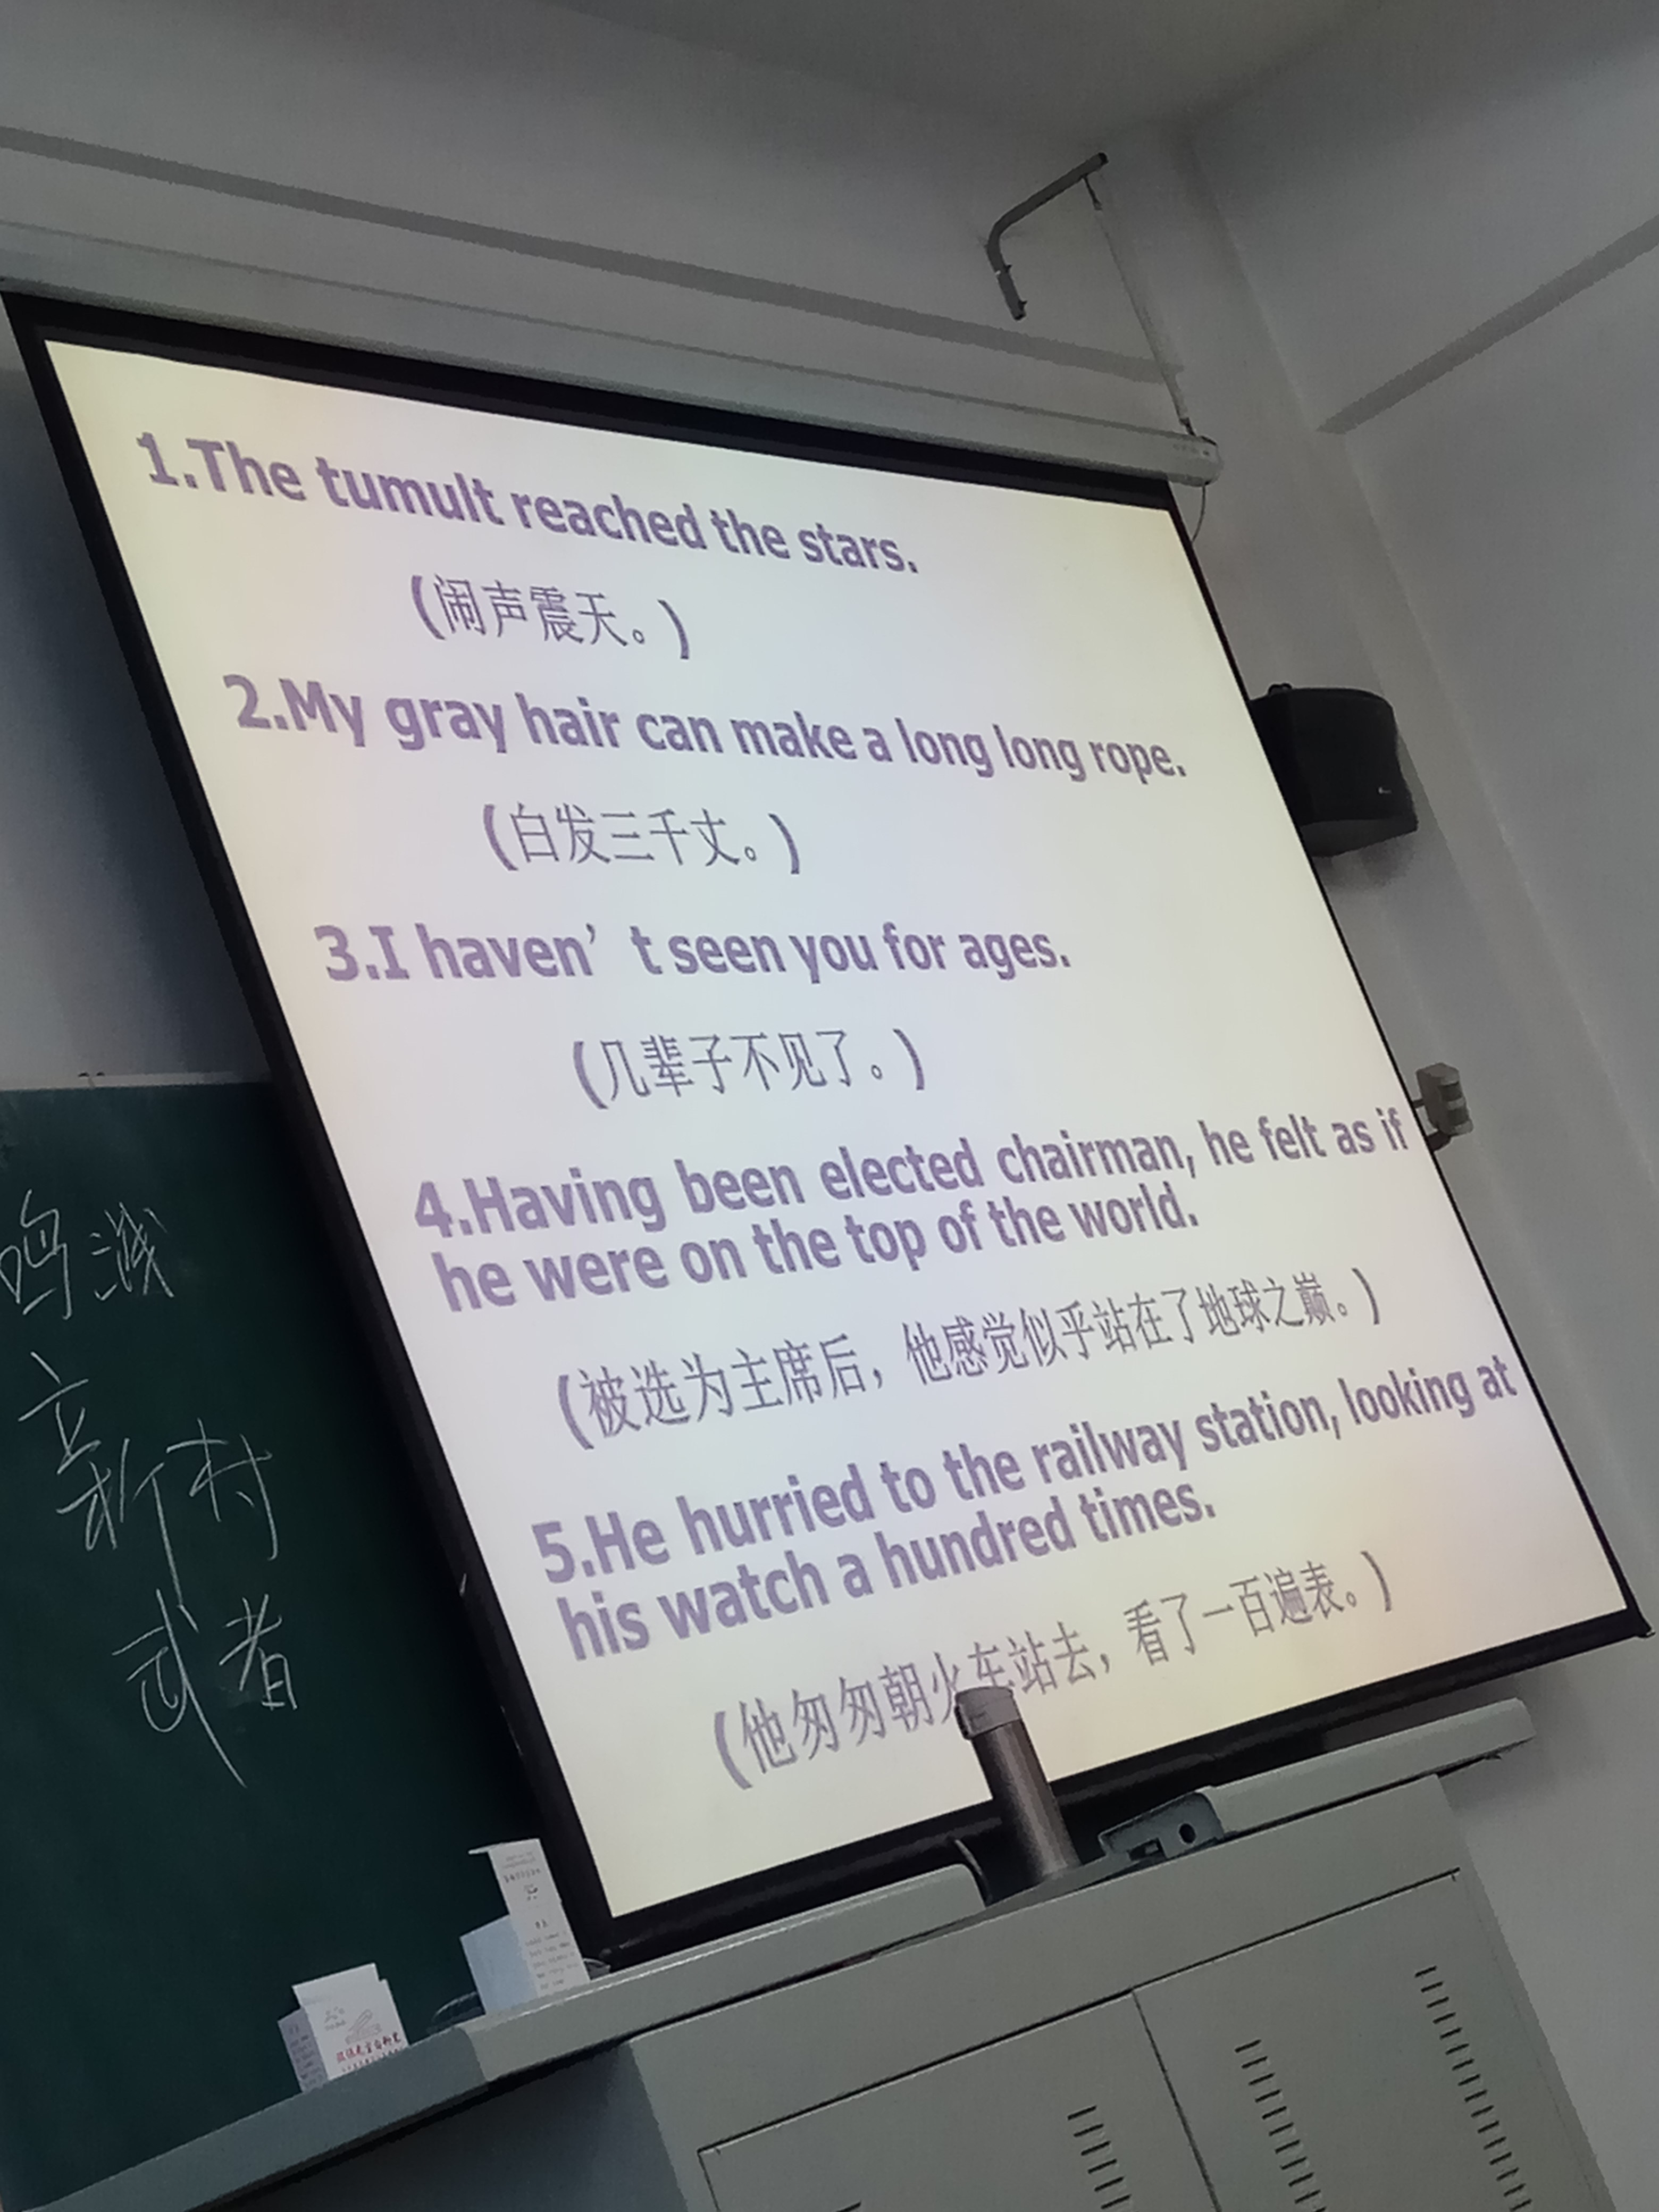 1.The tumult reached the stars.
(闹声震天。)
2.My gray hair can make a long long rope.
(白发三千丈。)
3.I haven’t seen you for ages.
(几辈子不见了。)
4.Having been elected chairman, he felt as if
he were on the top of the world.
(被选为主席后，他感觉似乎站在了地球之巅。)
5.He hurried to the railway station, looking at
his watch a hundred times.
(他匆匆朝火车站去，看了一百遍表。)
鸣溅
立
新村
武者